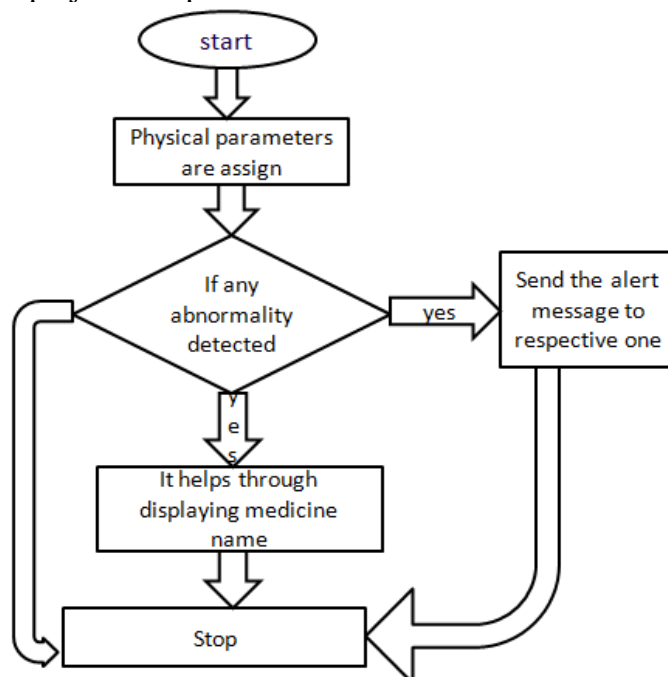 start
Physical parameters
are assign
If any
abnormality
detected
yes
Send the alert
message to
respective one
yes
It helps through
displaying medicine
name
Stop